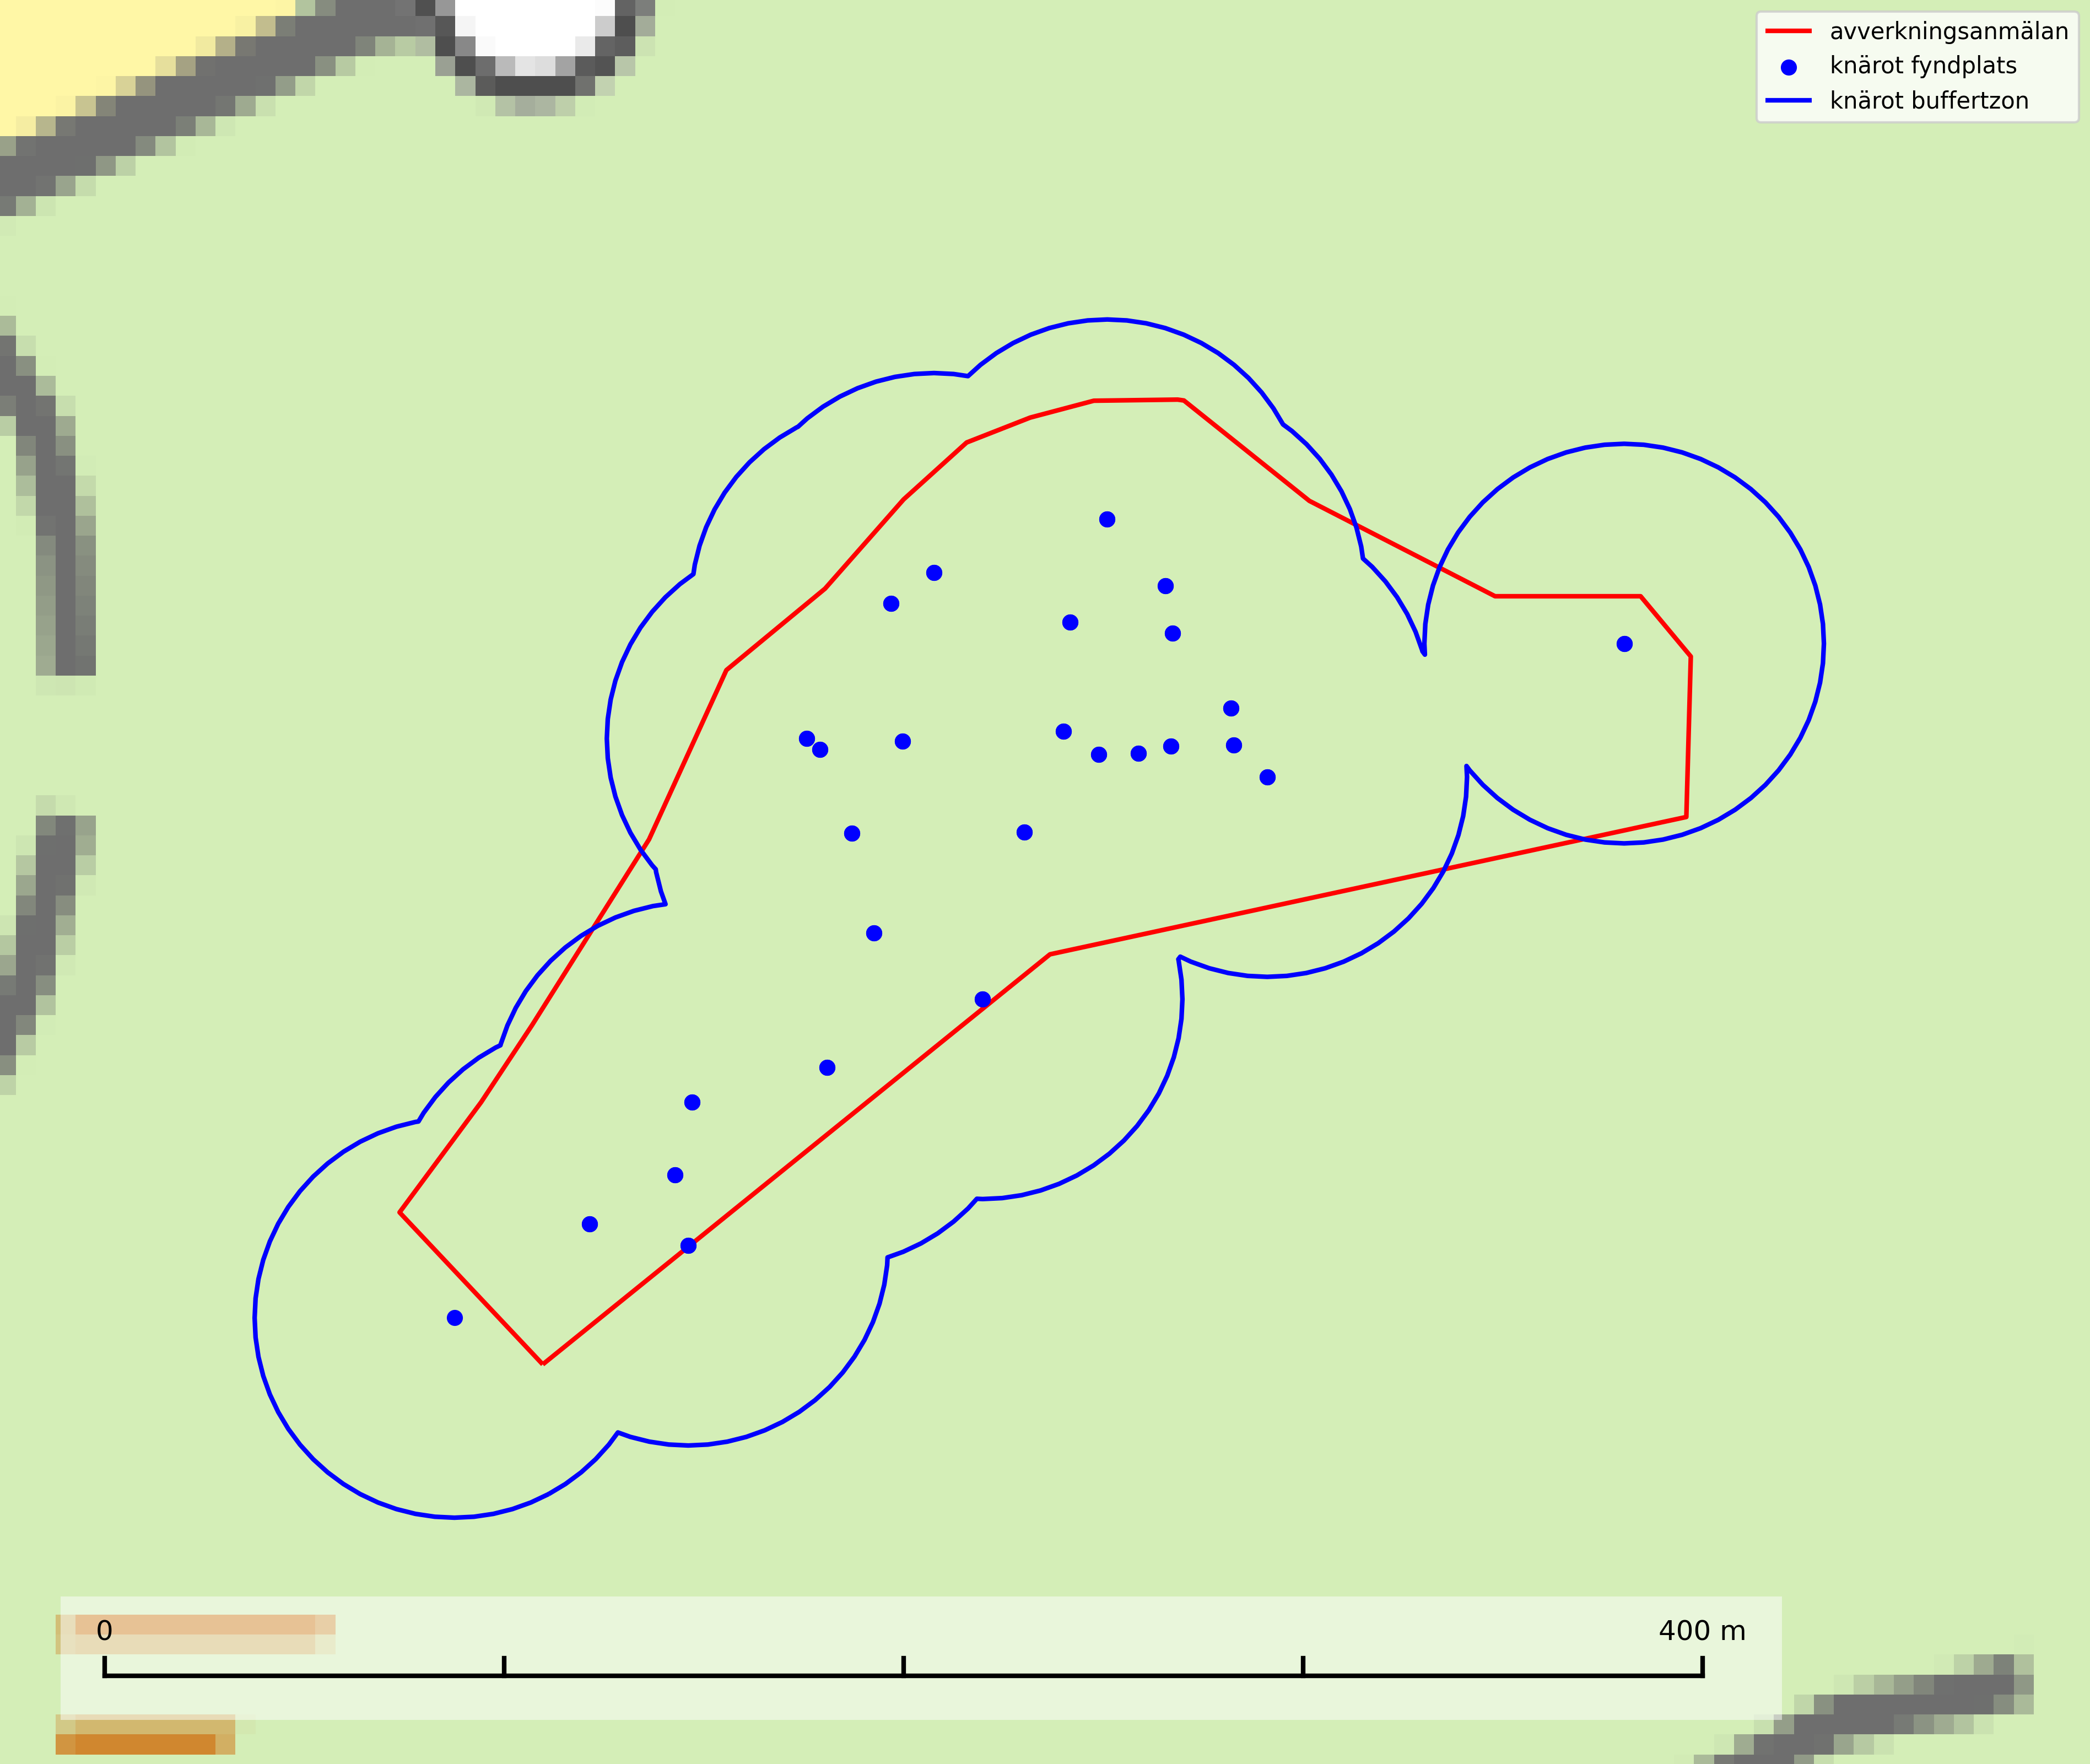 avverkningsanmälan
knärot fyndplats
knärot buffertzon
0 400 m